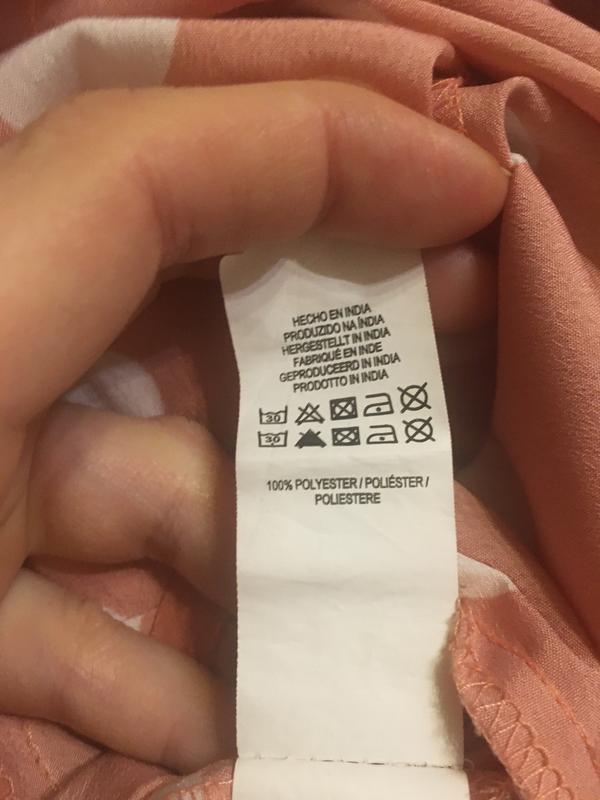 HECHO EN INDIA
PRODUZIDO NA ÍNDIA
HERGESTELLT IN INDIA
FABRIQUÉ EN INDE
GEPRODUCEERD IN INDIA
PRODOTTO IN INDIA
30
30
100% POLYESTER / POLIÉSTER /
POLIESTERE